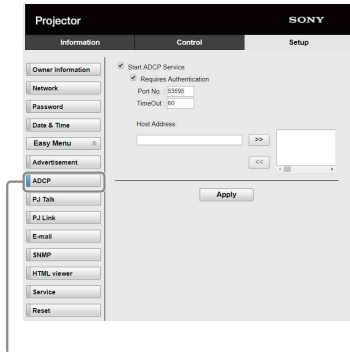 Projector SONY
Information Control Setup
Owner information
Network
Password
Date & Time
Easy Menu
Advertisement
ADCP
PJ Talk
PJ Link
E-mail
SNMP
HTML viewer
Service
Reset
Start ADCP Service
Requires Authentication
Port No. : 53595
TimeOut : 60
Host Address
>>
<<
Apply